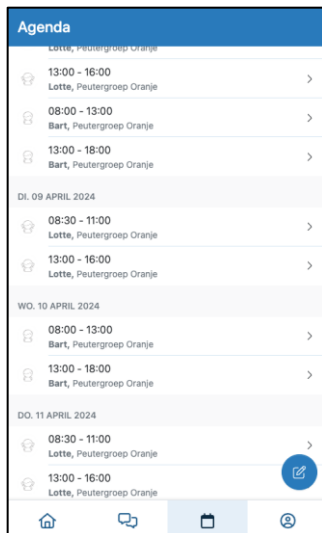 Agenda
Lotte, Peutergroep Oranje
13:00 - 16:00
Lotte, Peutergroep Oranje
08:00 - 13:00
Bart, Peutergroep Oranje
13:00 - 18:00
Bart, Peutergroep Oranje
DI. 09 APRIL 2024
08:30 - 11:00
Lotte, Peutergroep Oranje
13:00 - 16:00
Lotte, Peutergroep Oranje
WO. 10 APRIL 2024
08:00 - 13:00
Bart, Peutergroep Oranje
13:00 - 18:00
Bart, Peutergroep Oranje
DO. 11 APRIL 2024
08:30 - 11:00
Lotte, Peutergroep Oranje
13:00 - 16:00
Lotte, Peutergroep Oranje